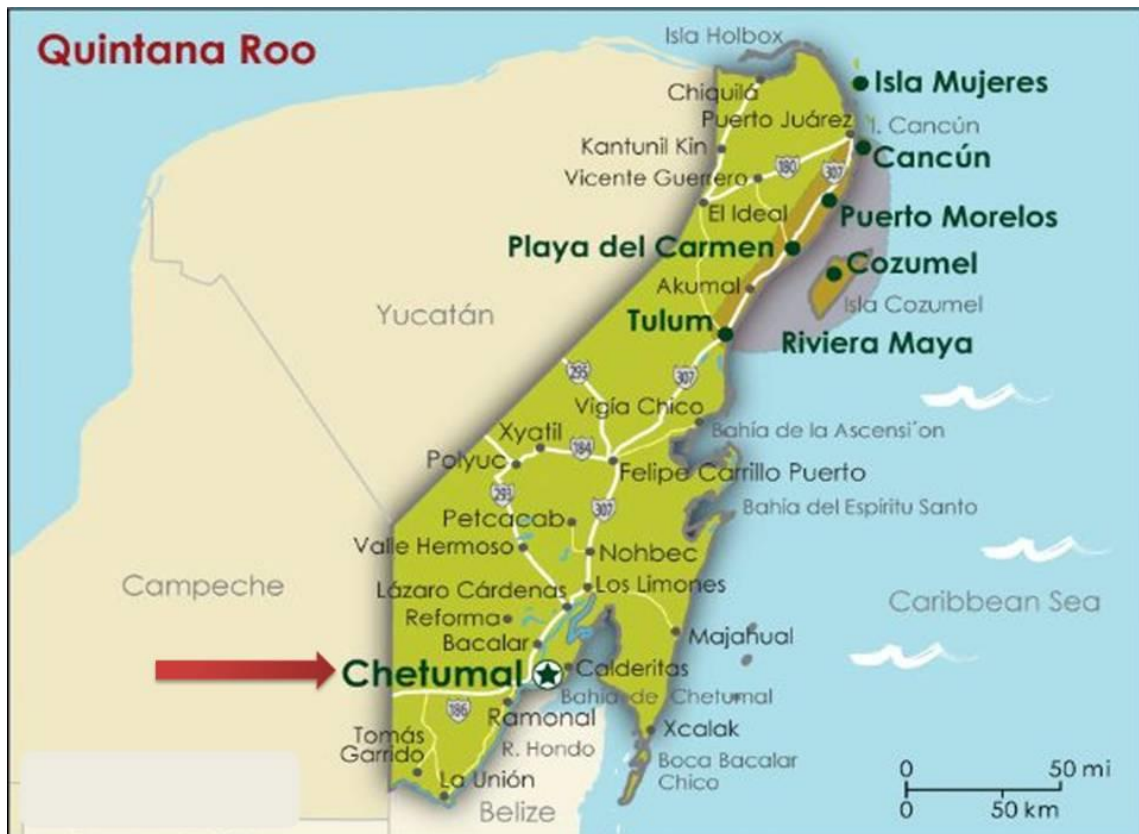 Quintana Roo
Isla Holbox
Chiquilá
Isla Mujeres
Puerto Juárez
I. Cancún
Kantunil Kin
Cancún
180
307
Vicente Guerrero
El Ideal
Puerto Morelos
Playa del Carmen
Cozumel
Akumal
Isla Cozumel
Yucatán
Tulum
Riviera Maya
295
307
Vigía Chico
Xyatil
Bahía de la Ascensi´on
184
Polyuc
Felipe Carrillo Puerto
293
307
Bahía del Espíritu Santo
Petcacab
Valle Hermoso
Nohbec
Campeche
Lázaro Cárdenas
Los Limones
Caribbean Sea
Reforma
Bacalar
Majahual
Chetumal
Calderitas
Bahía de Chetumal
186
Ramonal
Tomás
Garrido
R. Hondo
Xcalak
Boca Bacalar
Chico
La Unión
Belize
0 50 mi
0 50 km